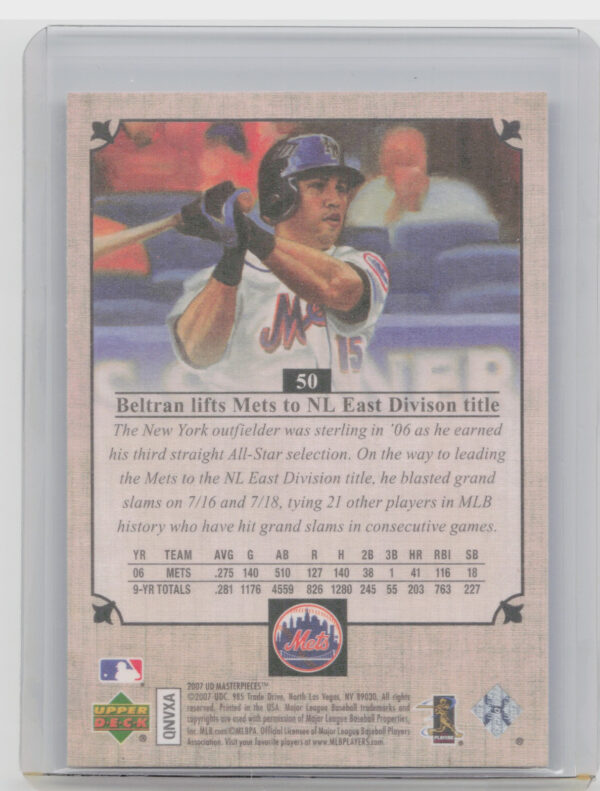 15
50
Beltran lifts Mets to NL East Divison title
The New York outfielder was sterling in '06 as he earned
his third straight All-Star selection. On the way to leading
the Mets to the NL East Division title, he blasted grand
slams on 7/16 and 7/18, tying 21 other players in MLB
history who have hit grand slams in consecutive games.
YR TEAM AVG G AB R H 2B 3B HR RBI SB
06 METS .275 140 510 127 140 38 1 41 116 18
9-YR TOTALS .281 1176 4559 826 1280 245 55 203 763 227
Mets
UPPER DECK
QNVXA
2007 UD MASTERPIECES™
©2007 UDC. 985 Trade Drive, North Las Vegas, NV 89030. All rights
reserved. Printed in the USA. Major League Baseball trademarks and
copyrights are used with permission of Major League Baseball Properties,
Inc. MLB.com©MLBPA. Official Licensee of Major League Baseball Players
Association. Visit your favorite players at www.MLBPLAYERS.com.